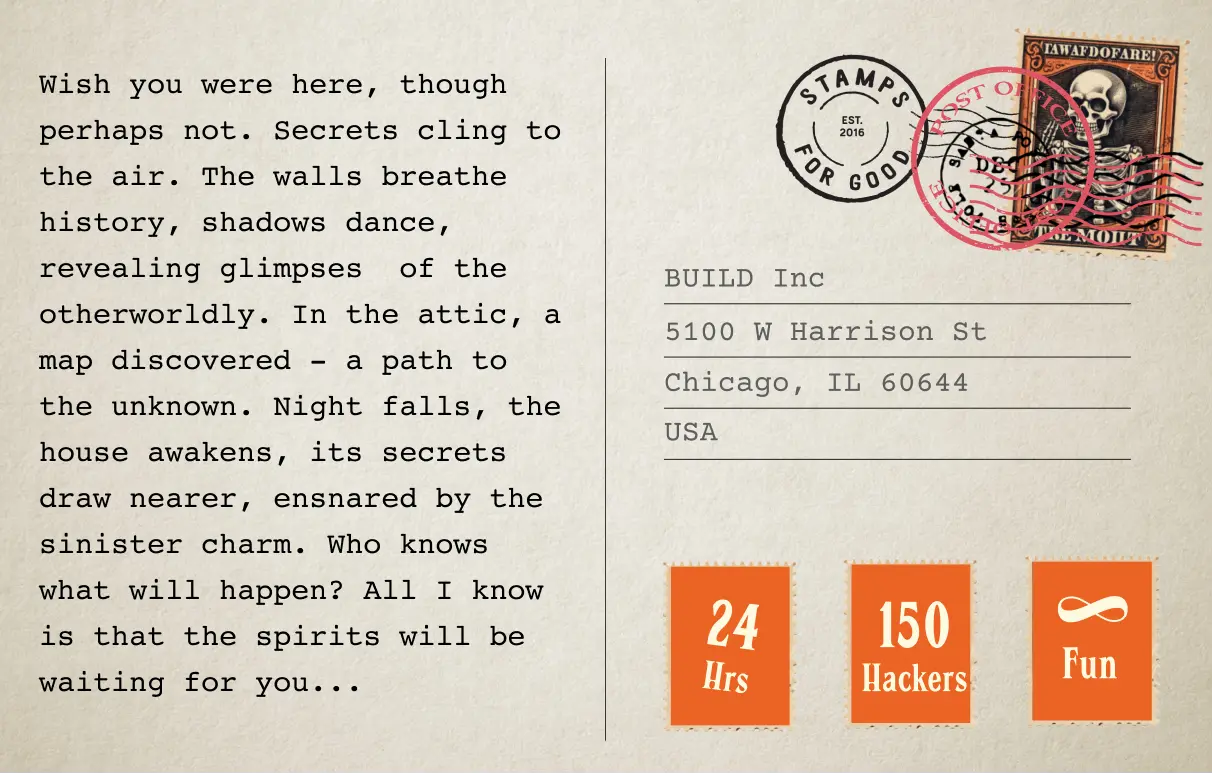 Wish you were here, though
perhaps not. Secrets cling to
the air. The walls breathe
history, shadows dance,
revealing glimpses  of the
otherworldly. In the attic, a
map discovered – a path to
the unknown. Night falls, the
house awakens, its secrets
draw nearer, ensnared by the
sinister charm. Who knows
what will happen? All I know
is that the spirits will be
waiting for you...
STAMPS
EST.
2016
FOR GOOD
POST OFFICE
IAWAFDOFARE!
BUILD Inc
5100 W Harrison St
Chicago, IL 60644
USA
24
Hrs
150
Hackers
∞
Fun